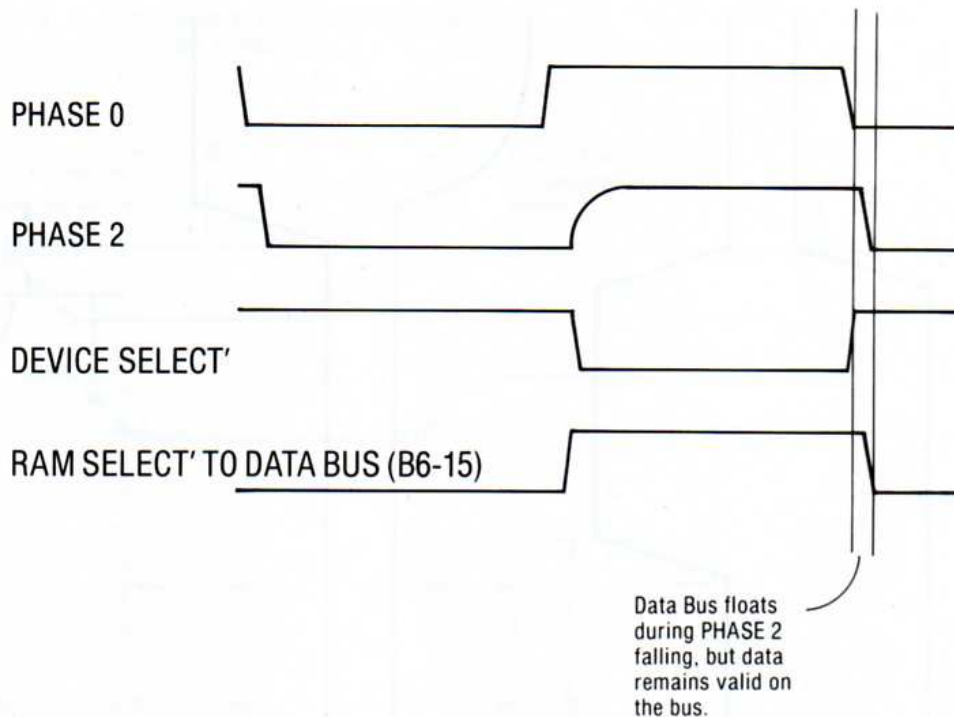 PHASE 0
PHASE 2
DEVICE SELECT′
RAM SELECT′ TO DATA BUS (B6-15)
Data Bus floats
during PHASE 2
falling, but data
remains valid on
the bus.